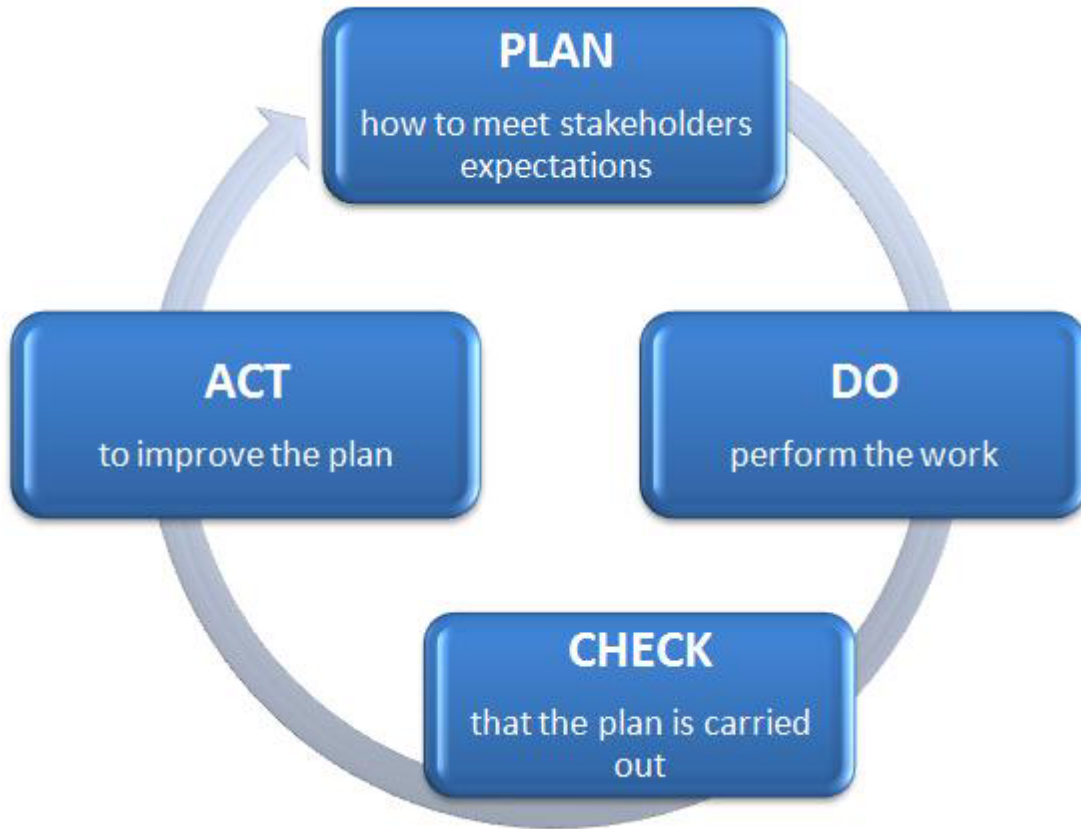 PLAN
how to meet stakeholders
expectations
DO
perform the work
CHECK
that the plan is carried
out
ACT
to improve the plan